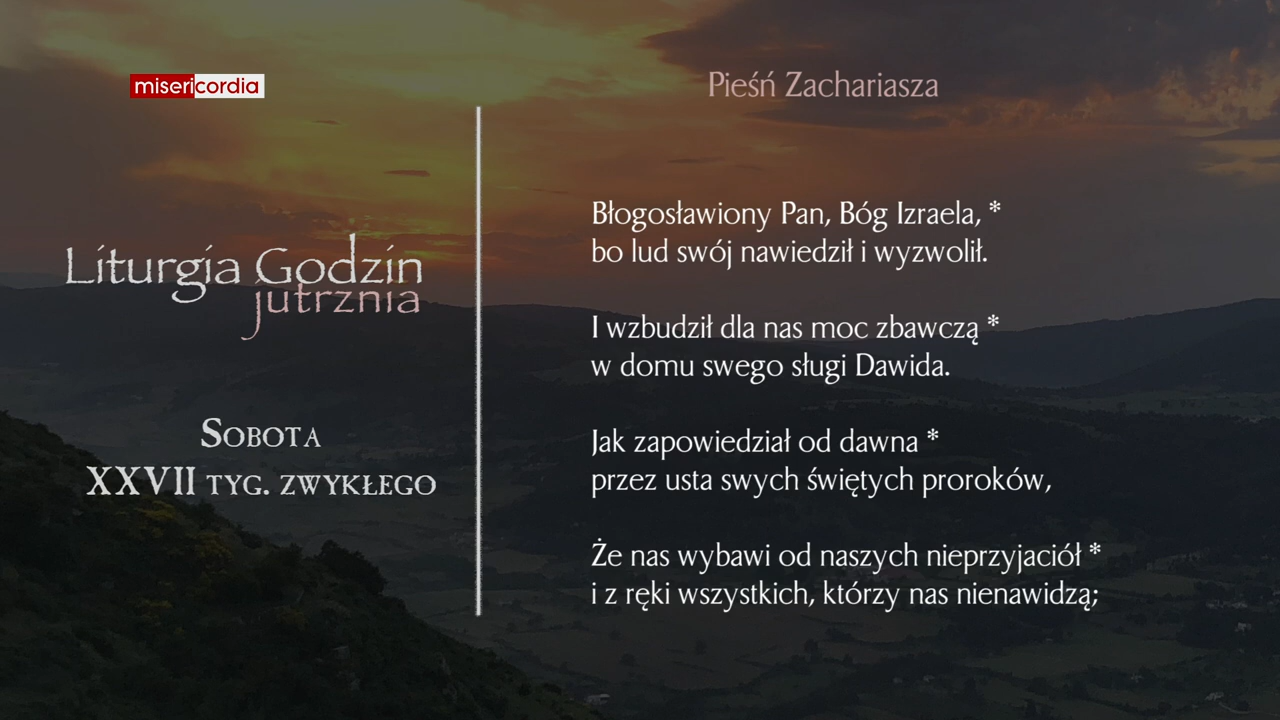 misericordia
Liturgia Godzin
jutrznia
Sobota
XXVII tyg. zwykłego
Pieśń Zachariasza
Błogosławiony Pan, Bóg Izraela, *
bo lud swój nawiedził i wyzwolił.
I wzbudził dla nas moc zbawczą *
w domu swego sługi Dawida.
Jak zapowiedział od dawna *
przez usta swych świętych proroków,
Że nas wybawi od naszych nieprzyjaciół *
i z ręki wszystkich, którzy nas nienawidzą;